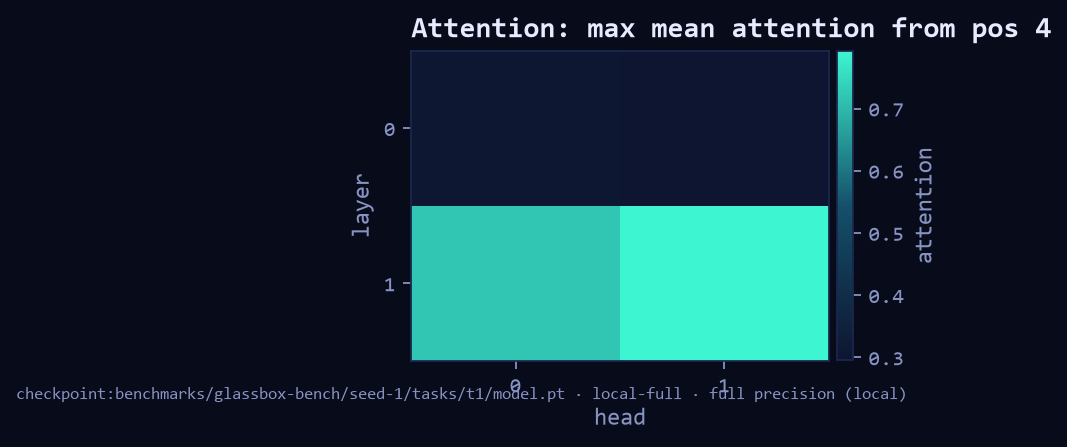 Attention: max mean attention from pos 4
0
1
layer
0.7
0.6
0.5
0.4
0.3
attention
0 1
checkpoint:benchmarks/glassbox-bench/seed-1/tasks/t1/model.pt · local-full · full precision (local)
head